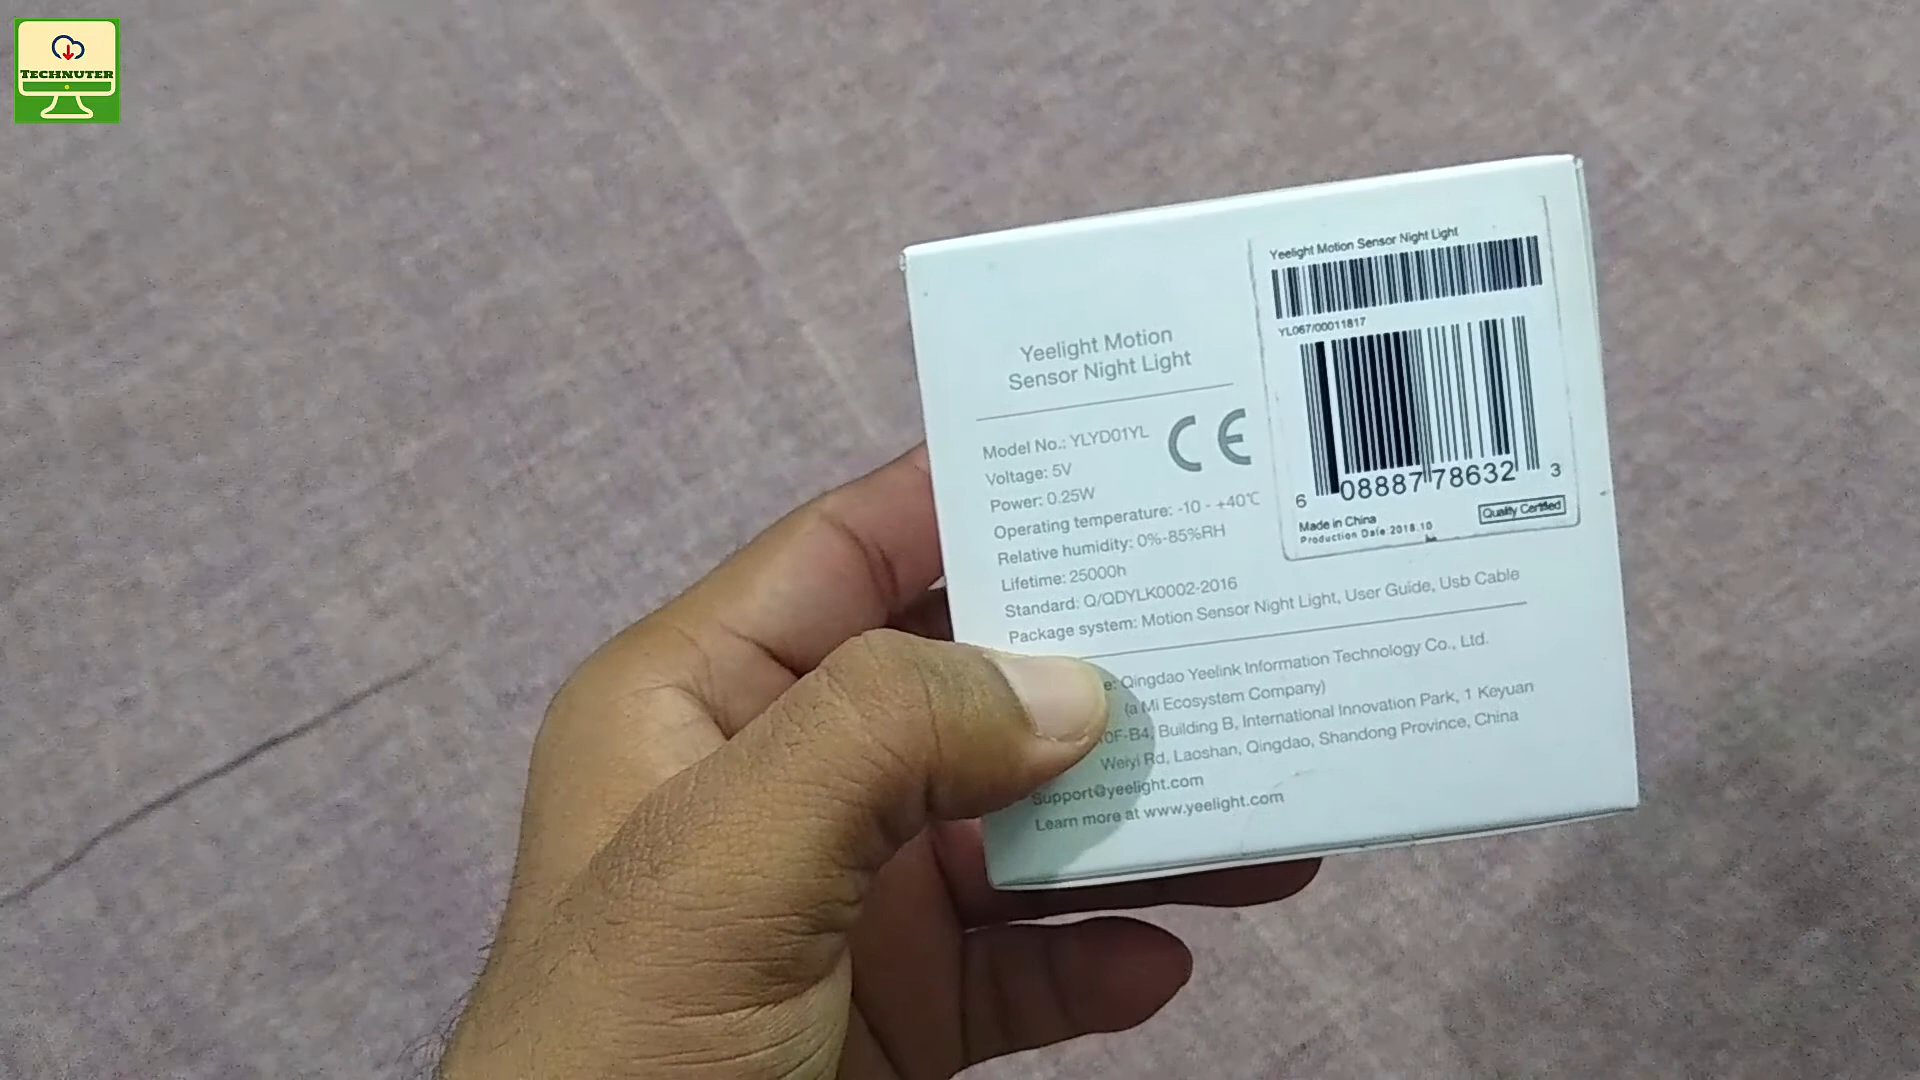 TECHNUTER
Yeelight Motion
Sensor Night Light
Model No.: YLYD01YL
Voltage: 5V
Power: 0.25W
Operating temperature: -10 - +40℃
Relative humidity: 0%-85%RH
Lifetime: 25000h
Standard: Q/QDYLK0002-2016
Package system: Motion Sensor Night Light, User Guide, Usb Cable
CE
Yeelight Motion Sensor Night Light
YL067/00011817
6 08887 78632 3
Made in China
Production Date:2018.10
Quality Certified
e: Qingdao Yeelink Information Technology Co., Ltd.
(a Mi Ecosystem Company)
0F-B4, Building B, International Innovation Park, 1 Keyuan
Weiyi Rd, Laoshan, Qingdao, Shandong Province, China
Support@yeelight.com
Learn more at www.yeelight.com